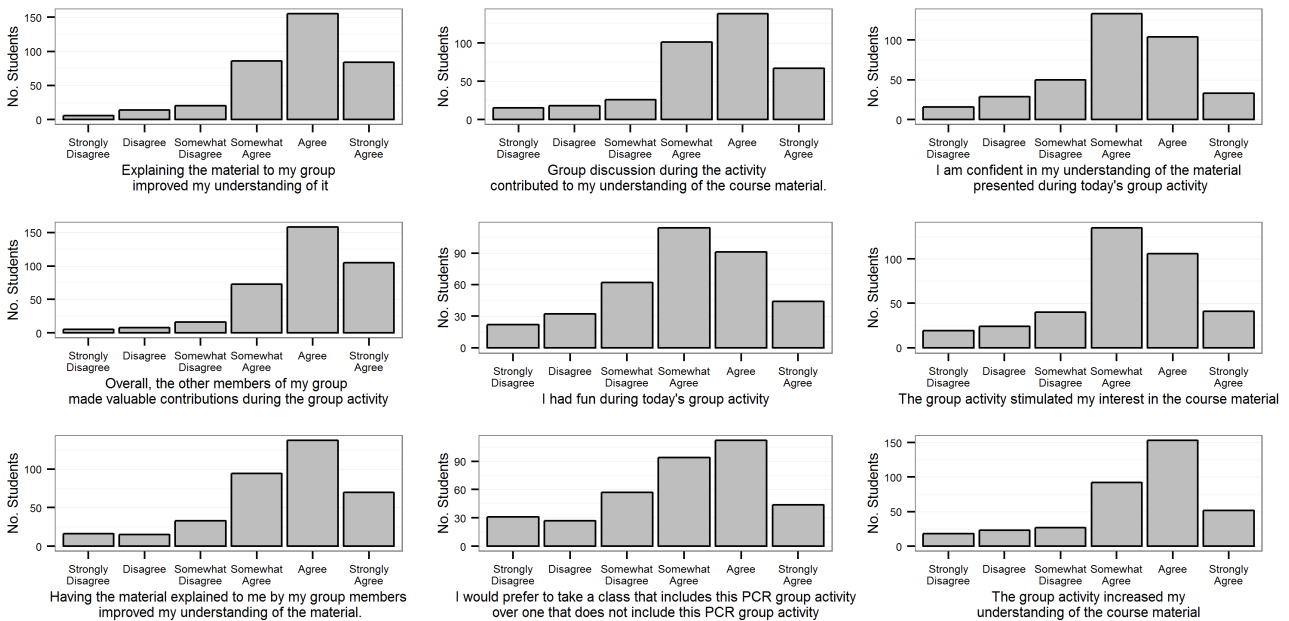 No. Students
150
100
50
0
Strongly Disagree Somewhat Somewhat Agree Strongly
Disagree Disagree Agree Agree
Explaining the material to my group
improved my understanding of it
No. Students
100
50
0
Strongly Disagree Somewhat Somewhat Agree Strongly
Disagree Disagree Agree Agree
Group discussion during the activity
contributed to my understanding of the course material.
No. Students
100
50
0
Strongly Disagree Somewhat Somewhat Agree Strongly
Disagree Disagree Agree Agree
I am confident in my understanding of the material
presented during today's group activity
No. Students
150
100
50
0
Strongly Disagree Somewhat Somewhat Agree Strongly
Disagree Disagree Agree Agree
Overall, the other members of my group
made valuable contributions during the group activity
No. Students
90
60
30
0
Strongly Disagree Somewhat Somewhat Agree Strongly
Disagree Disagree Agree Agree
I had fun during today's group activity
No. Students
100
50
0
Strongly Disagree Somewhat Somewhat Agree Strongly
Disagree Disagree Agree Agree
The group activity stimulated my interest in the course material
No. Students
100
50
0
Strongly Disagree Somewhat Somewhat Agree Strongly
Disagree Disagree Agree Agree
Having the material explained to me by my group members
improved my understanding of the material.
No. Students
90
60
30
0
Strongly Disagree Somewhat Somewhat Agree Strongly
Disagree Disagree Agree Agree
I would prefer to take a class that includes this PCR group activity
over one that does not include this PCR group activity
No. Students
150
100
50
0
Strongly Disagree Somewhat Somewhat Agree Strongly
Disagree Disagree Agree Agree
The group activity increased my
understanding of the course material